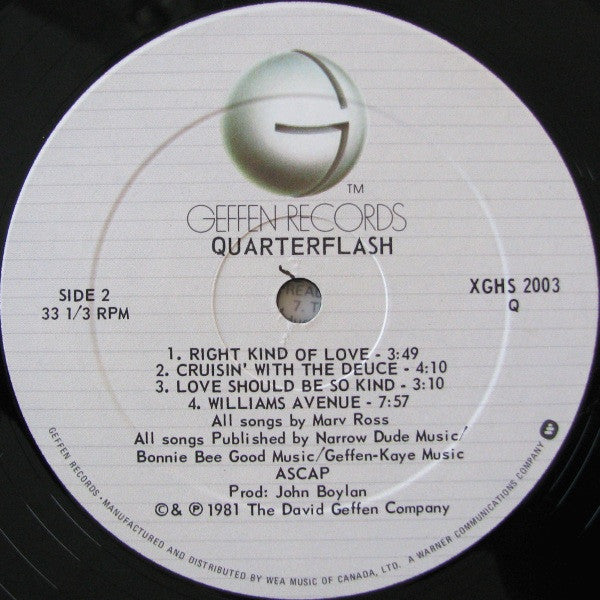 G
TM
GEFFEN RECORDS
QUARTERFLASH
SIDE 2
33 1/3 RPM
XGHS 2003
Q
7.
1. RIGHT KIND OF LOVE - 3:49
2. CRUISIN' WITH THE DEUCE - 4:10
3. LOVE SHOULD BE SO KIND - 3:10
4. WILLIAMS AVENUE - 7:57
All songs by Marv Ross
All songs Published by Narrow Dude Music/
Bonnie Bee Good Music/Geffen-Kaye Music
ASCAP
Prod: John Boylan
©& ℗ 1981 The David Geffen Company
GEFFEN RECORDS · MANUFACTURED AND DISTRIBUTED BY WEA MUSIC OF CANADA, LTD. A WARNER COMMUNICATIONS COMPANY